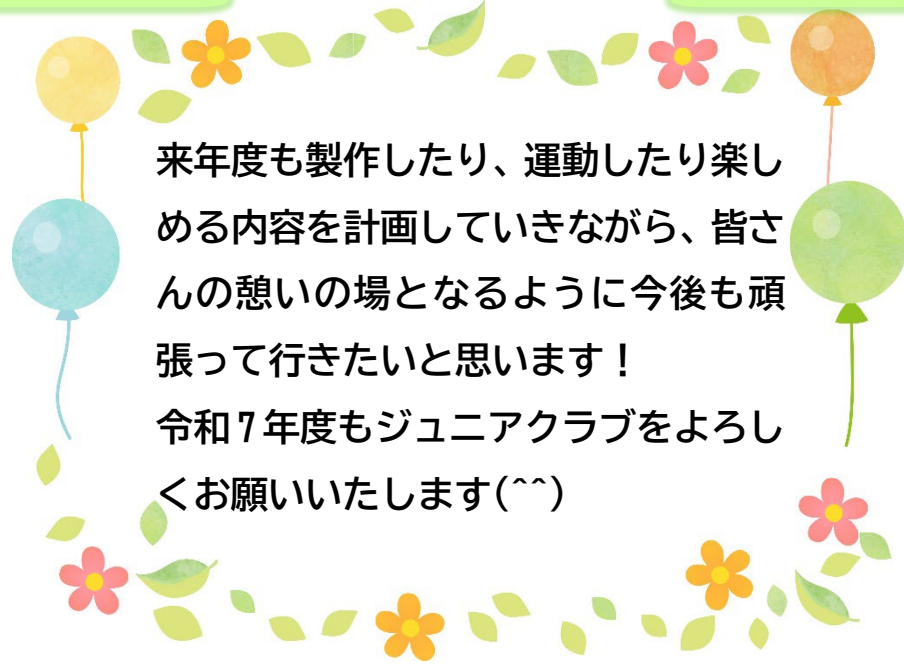 来年度も製作したり、運動したり楽し
める内容を計画していきながら、皆さ
んの憩いの場となるように今後も頑
張って行きたいと思います！
令和７年度もジュニアクラブをよろし
くお願いいたします(^^)